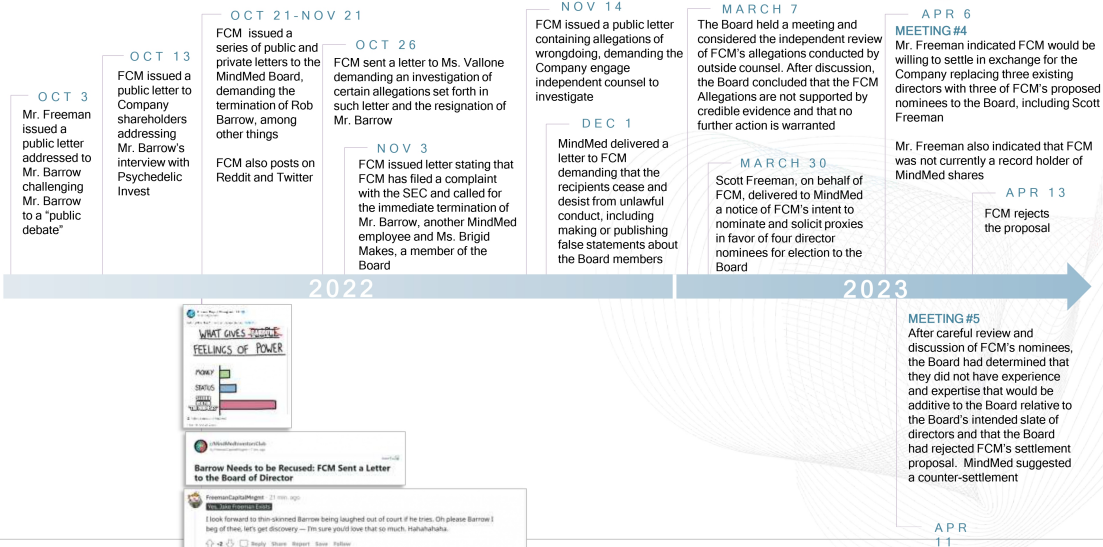 OCT 3
Mr. Freeman
issued a
public letter
addressed to
Mr. Barrow
challenging
Mr. Barrow
to a “public
debate”
OCT 13
FCM issued a
public letter to
Company
shareholders
addressing
Mr. Barrow's
interview with
Psychedelic
Invest
OCT 21-NOV 21
FCM issued a
series of public and
private letters to the
MindMed Board,
demanding the
termination of Rob
Barrow, among
other things
FCM also posts on
Reddit and Twitter
OCT 26
FCM sent a letter to Ms. Vallone
demanding an investigation of
certain allegations set forth in
such letter and the resignation of
Mr. Barrow
NOV 3
FCM issued letter stating that
FCM has filed a complaint
with the SEC and called for
the immediate termination of
Mr. Barrow, another MindMed
employee and Ms. Brigid
Makes, a member of the
Board
NOV 14
FCM issued a public letter
containing allegations of
wrongdoing, demanding the
Company engage
independent counsel to
investigate
DEC 1
MindMed delivered a
letter to FCM
demanding that the
recipients cease and
desist from unlawful
conduct, including
making or publishing
false statements about
the Board members
MARCH 7
The Board held a meeting and
considered the independent review
of FCM's allegations conducted by
outside counsel. After discussion,
the Board concluded that the FCM
Allegations are not supported by
credible evidence and that no
further action is warranted
MARCH 30
Scott Freeman, on behalf of
FCM, delivered to MindMed
a notice of FCM's intent to
nominate and solicit proxies
in favor of four director
nominees for election to the
Board
APR 6
MEETING #4
Mr. Freeman indicated FCM would be
willing to settle in exchange for the
Company replacing three existing
directors with three of FCM's proposed
nominees to the Board, including Scott
Freeman
Mr. Freeman also indicated that FCM
was not currently a record holder of
MindMed shares
APR 13
FCM rejects
the proposal
2022
2023
WHAT GIVES PEOPLE
FEELINGS OF POWER
MONEY
STATUS
r/MindMedInvestorsClub
Barrow Needs to be Recused: FCM Sent a Letter
to the Board of Director
FreemanCapitalMngmt 21 min. ago
Yes, Jake Freeman Exists
I look forward to thin-skinned Barrow being laughed out of court if he tries. Oh please Barrow I
beg of thee, let's get discovery — I'm sure you'd love that so much. Hahahahaha.
-2 Reply Share Report Save Follow
MEETING #5
After careful review and
discussion of FCM's nominees,
the Board had determined that
they did not have experience
and expertise that would be
additive to the Board relative to
the Board's intended slate of
directors and that the Board
had rejected FCM's settlement
proposal. MindMed suggested
a counter-settlement
APR
11